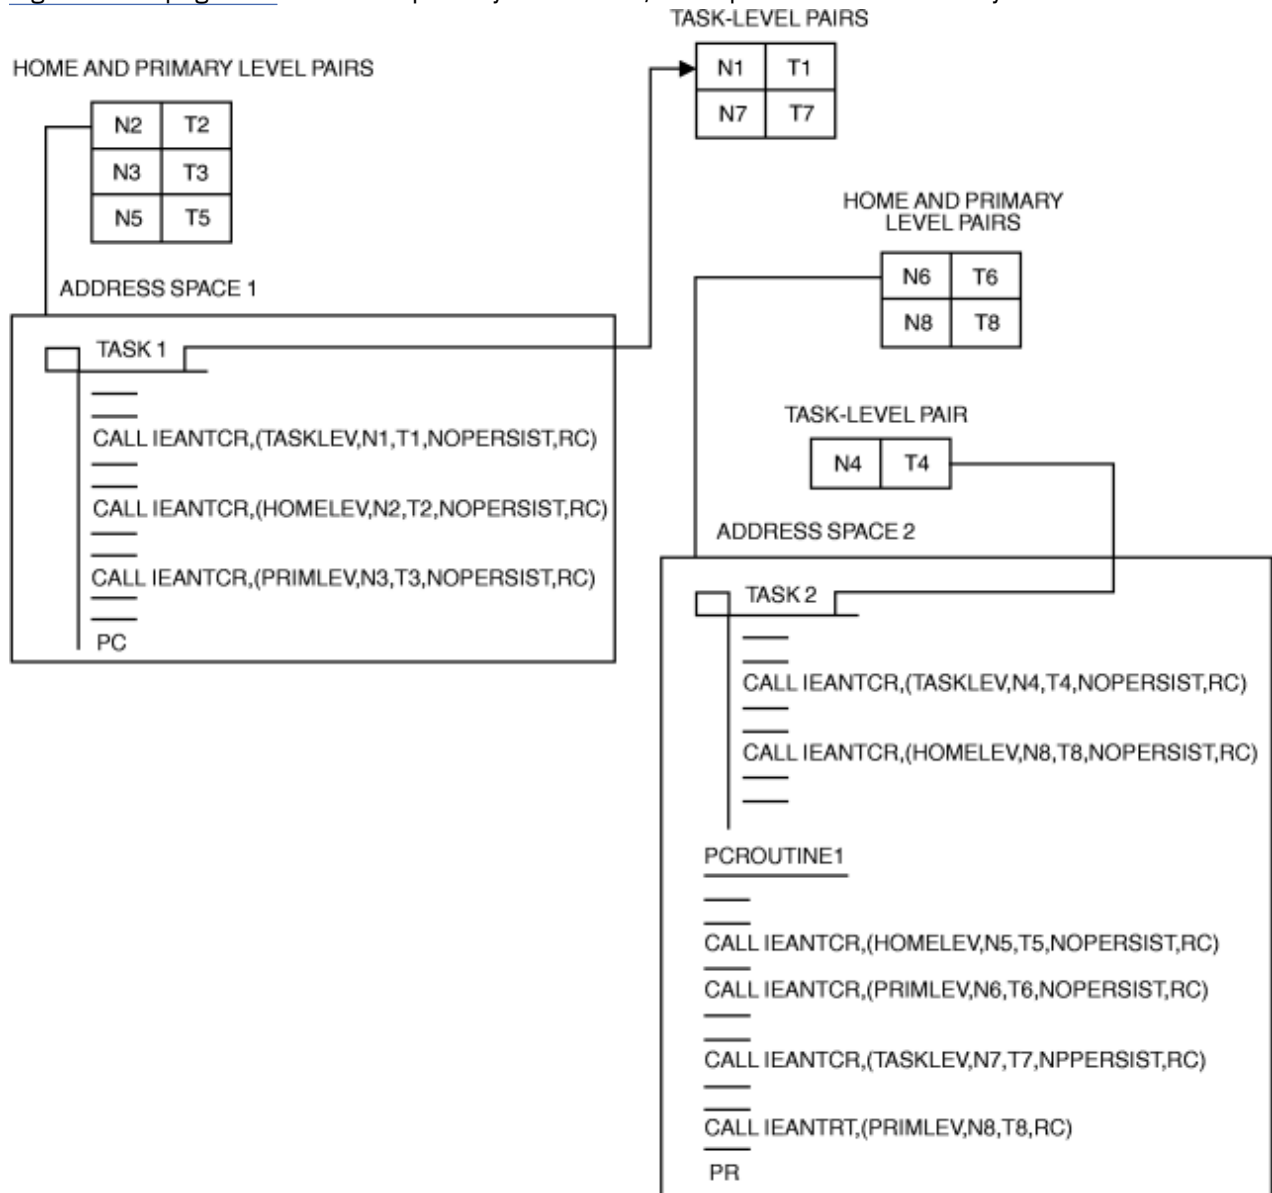 TASK-LEVEL PAIRS
N1 T1
N7 T7
HOME AND PRIMARY LEVEL PAIRS
N2 T2
N3 T3
N5 T5
HOME AND PRIMARY
LEVEL PAIRS
N6 T6
N8 T8
ADDRESS SPACE 1
TASK 1
CALL IEANTCR,(TASKLEV,N1,T1,NOPERSIST,RC)
CALL IEANTCR,(HOMELEV,N2,T2,NOPERSIST,RC)
CALL IEANTCR,(PRIMLEV,N3,T3,NOPERSIST,RC)
PC
TASK-LEVEL PAIR
N4 T4
ADDRESS SPACE 2
TASK 2
CALL IEANTCR,(TASKLEV,N4,T4,NOPERSIST,RC)
CALL IEANTCR,(HOMELEV,N8,T8,NOPERSIST,RC)
PCROUTINE1
CALL IEANTCR,(HOMELEV,N5,T5,NOPERSIST,RC)
CALL IEANTCR,(PRIMLEV,N6,T6,NOPERSIST,RC)
CALL IEANTCR,(TASKLEV,N7,T7,NPPERSIST,RC)
CALL IEANTRT,(PRIMLEV,N8,T8,RC)
PR